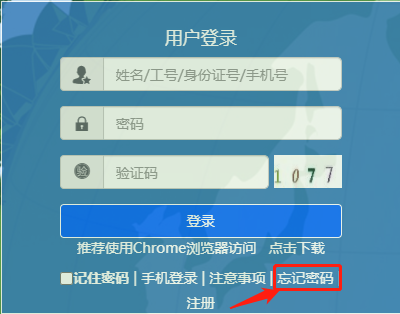 用户登录
姓名/工号/身份证号/手机号
密码
验证码 1077
登录
推荐使用Chrome浏览器访问 点击下载
记住密码 | 手机登录 | 注意事项 | 忘记密码
注册